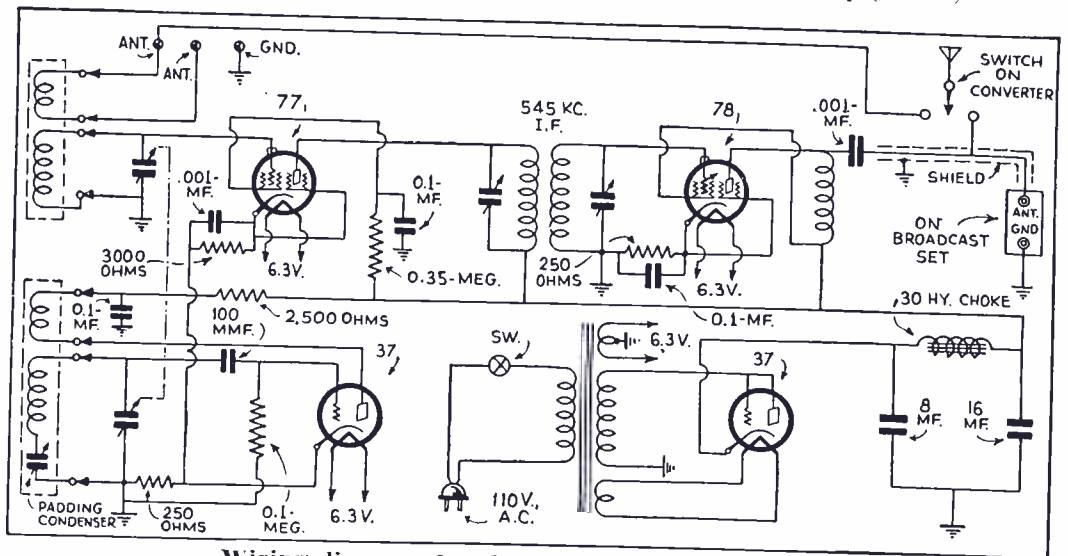 ANT.
ANT.
GND.
77
545 KC.
I.F.
78
.001-
MF.
SWITCH
ON
CONVERTER
.001-
MF.
0.1-
MF.
SHIELD
ANT.
GND
ON
BROADCAST
SET
3000
OHMS
6.3V.
0.35-MEG.
250
OHMS
6.3V.
0.1-MF.
0.1-
MF.
100
MMF.
2,500 OHMS
30 HY. CHOKE
37
SW.
6.3V.
37
8
MF.
16
MF.
PADDING
CONDENSER
250
OHMS
0.1-
MEG.
6.3V.
110 V.,
A.C.